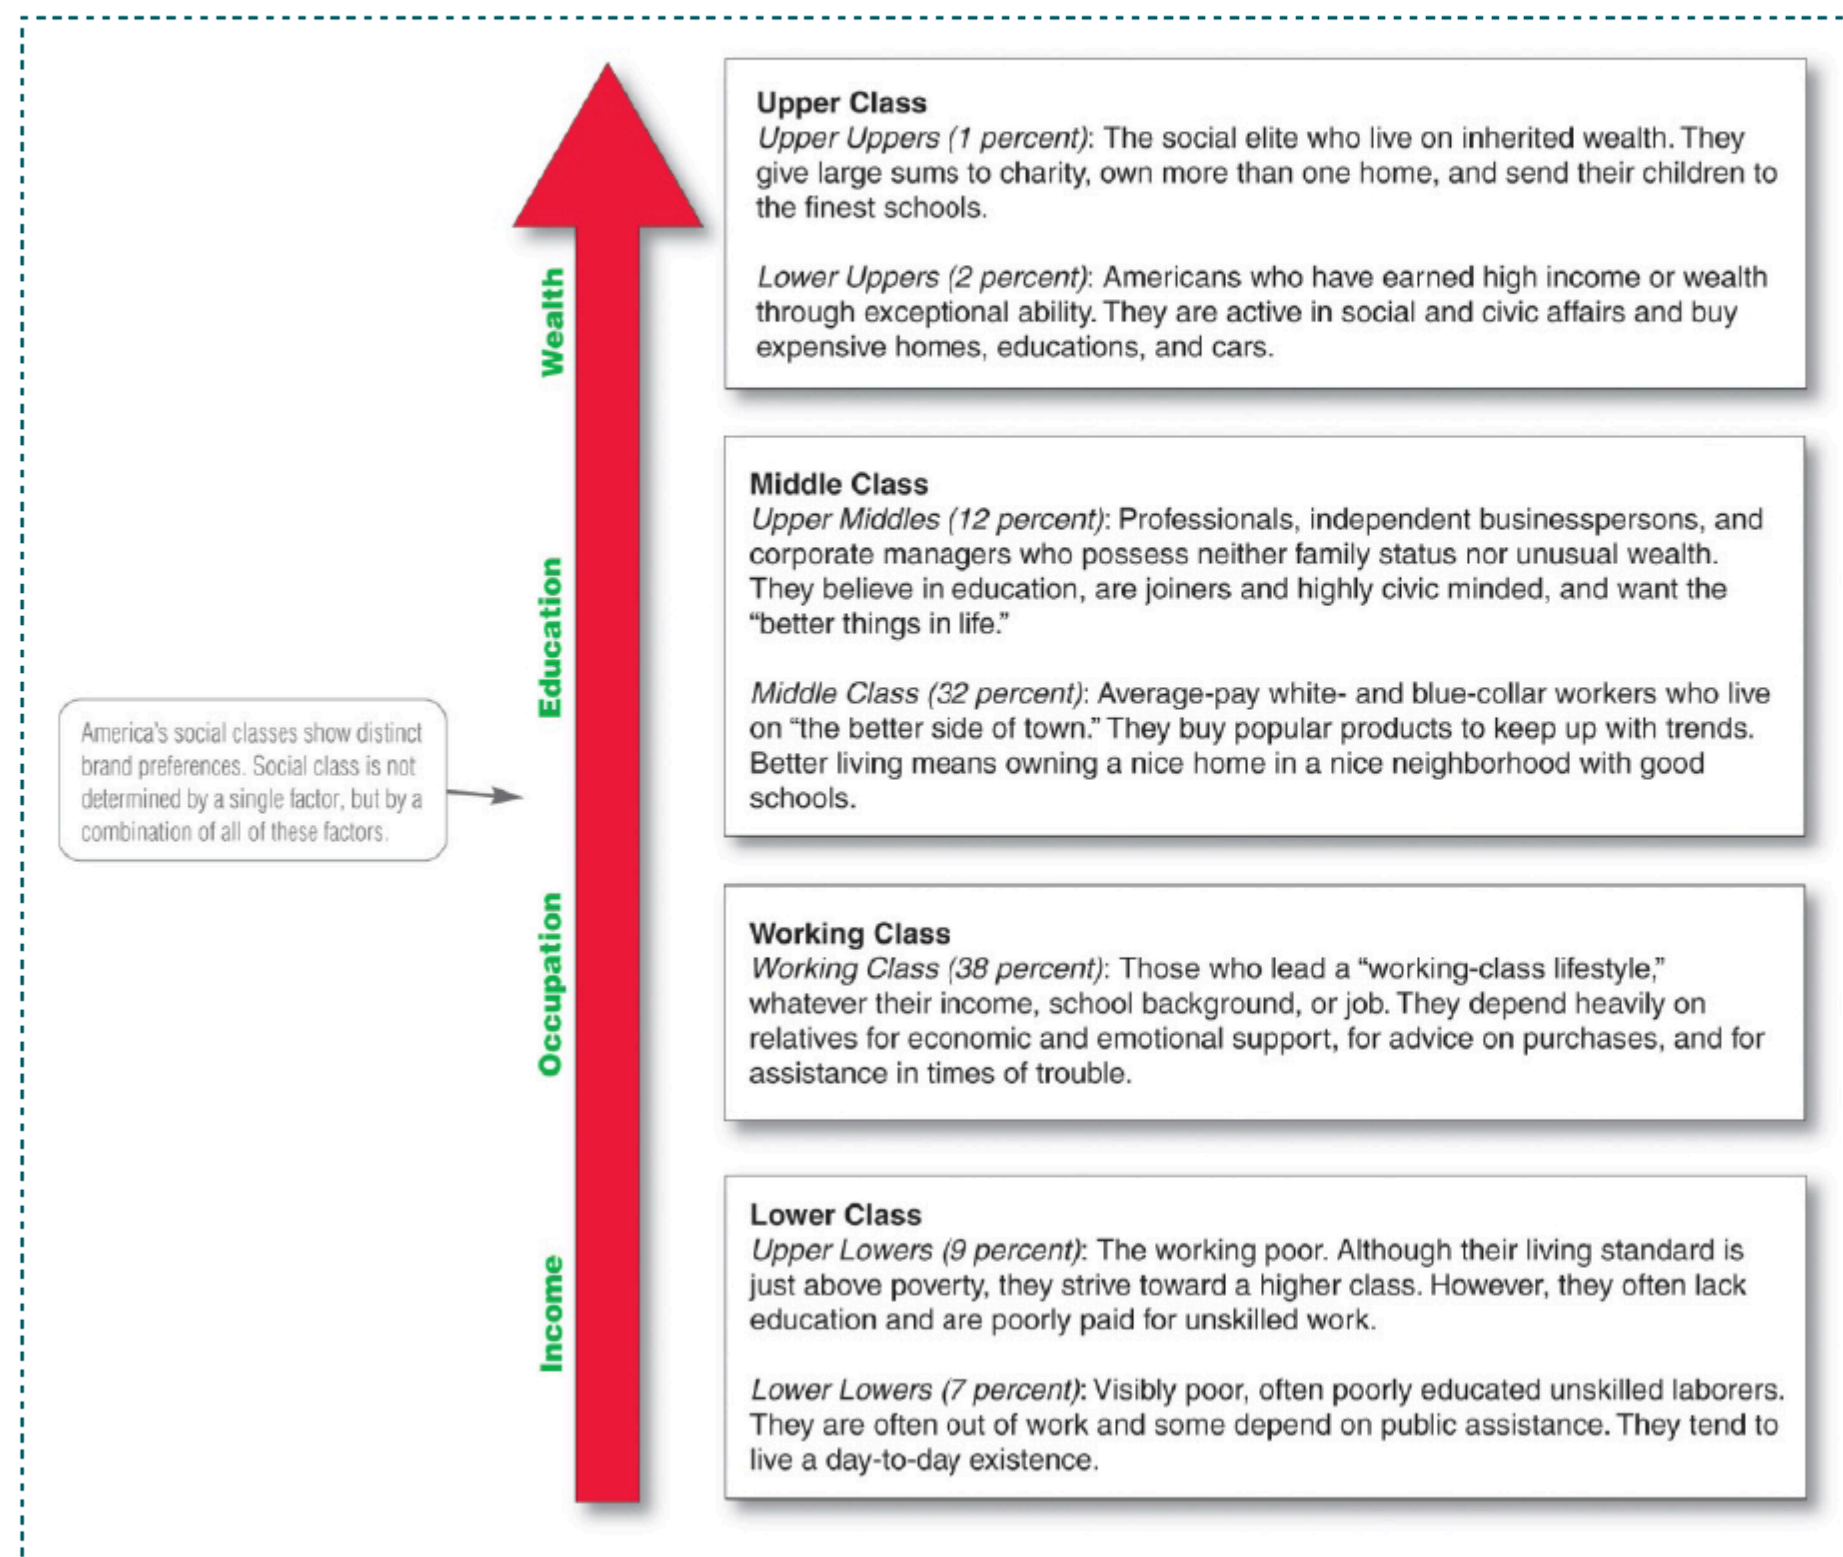 Upper Class
Upper Uppers (1 percent): The social elite who live on inherited wealth. They
give large sums to charity, own more than one home, and send their children to
the finest schools.
Lower Uppers (2 percent): Americans who have earned high income or wealth
through exceptional ability. They are active in social and civic affairs and buy
expensive homes, educations, and cars.
Wealth
Middle Class
Upper Middles (12 percent): Professionals, independent businesspersons, and
corporate managers who possess neither family status nor unusual wealth.
They believe in education, are joiners and highly civic minded, and want the
“better things in life.”
Middle Class (32 percent): Average-pay white- and blue-collar workers who live
on “the better side of town.” They buy popular products to keep up with trends.
Better living means owning a nice home in a nice neighborhood with good
schools.
Education
America's social classes show distinct
brand preferences. Social class is not
determined by a single factor, but by a
combination of all of these factors.
Working Class
Working Class (38 percent): Those who lead a “working-class lifestyle,”
whatever their income, school background, or job. They depend heavily on
relatives for economic and emotional support, for advice on purchases, and for
assistance in times of trouble.
Occupation
Lower Class
Upper Lowers (9 percent): The working poor. Although their living standard is
just above poverty, they strive toward a higher class. However, they often lack
education and are poorly paid for unskilled work.
Lower Lowers (7 percent): Visibly poor, often poorly educated unskilled laborers.
They are often out of work and some depend on public assistance. They tend to
live a day-to-day existence.
Income